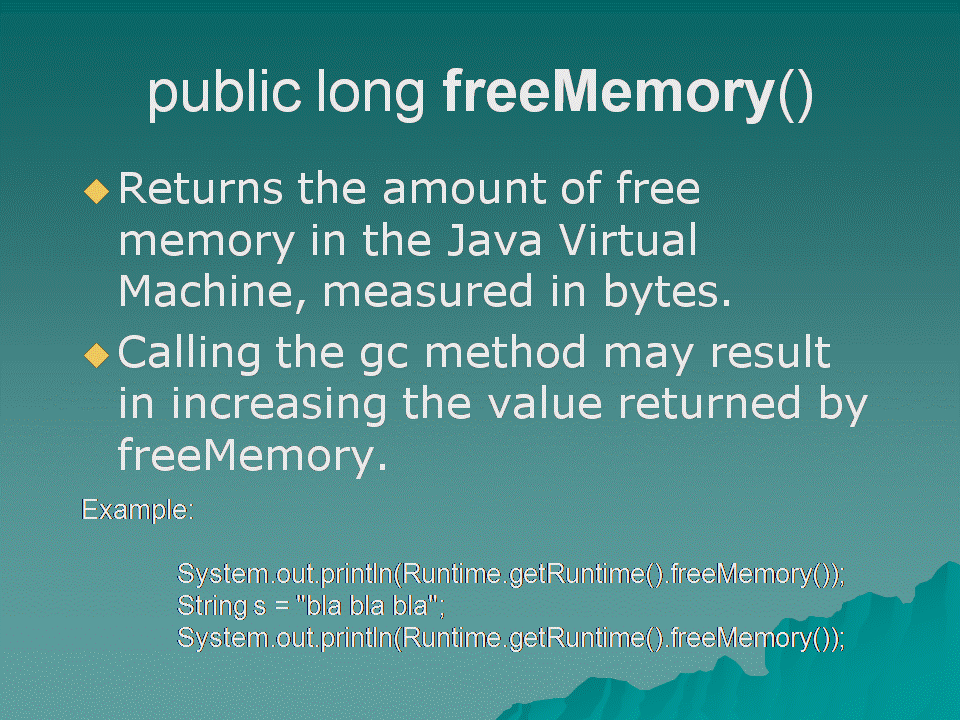 public long freeMemory()
Returns the amount of free
memory in the Java Virtual
Machine, measured in bytes.
Calling the gc method may result
in increasing the value returned by
freeMemory.
Example:
System.out.println(Runtime.getRuntime().freeMemory());
String s = "bla bla bla";
System.out.println(Runtime.getRuntime().freeMemory());